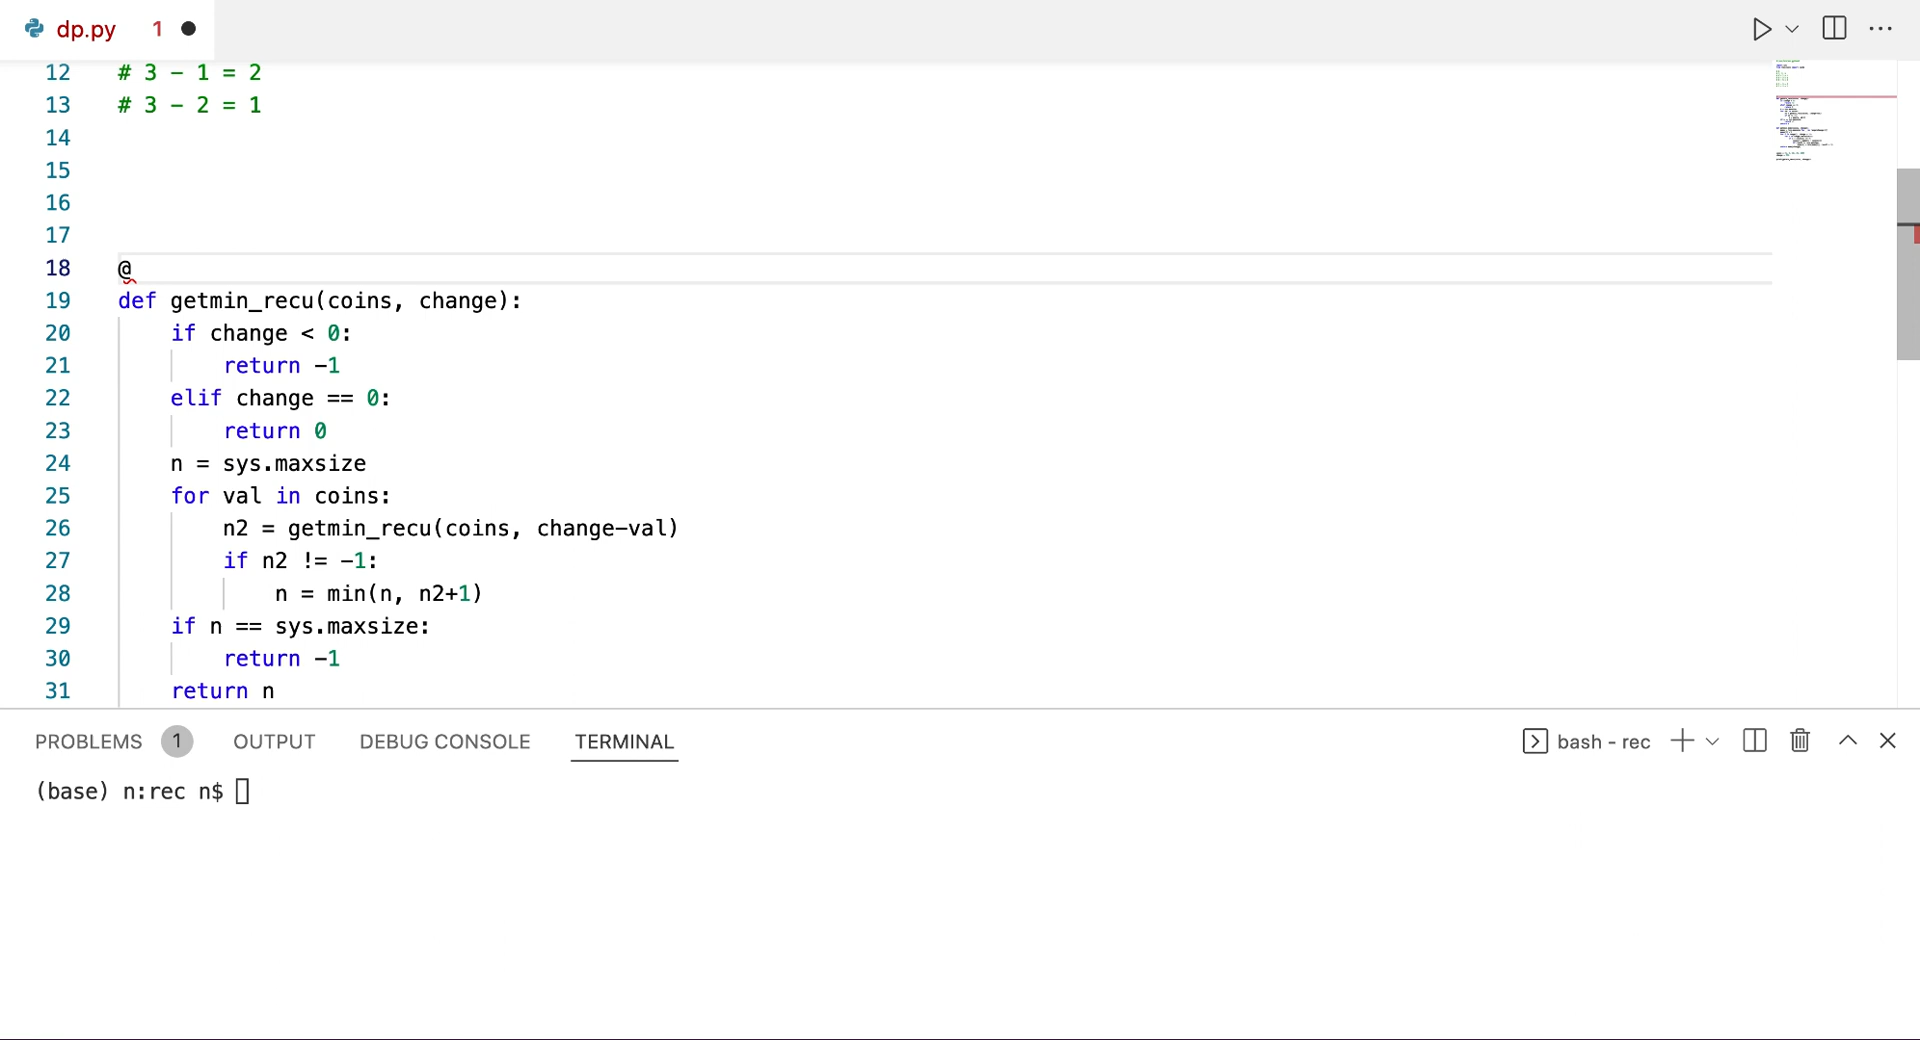 dp.py 1
12 # 3 - 1 = 2
13 # 3 - 2 = 1
14
15
16
17
18 @
19 def getmin_recu(coins, change):
20 if change < 0:
21 return -1
22 elif change == 0:
23 return 0
24 n = sys.maxsize
25 for val in coins:
26 n2 = getmin_recu(coins, change-val)
27 if n2 != -1:
28 n = min(n, n2+1)
29 if n == sys.maxsize:
30 return -1
31 return n
PROBLEMS 1 OUTPUT DEBUG CONSOLE TERMINAL bash - rec
(base) n:rec n$